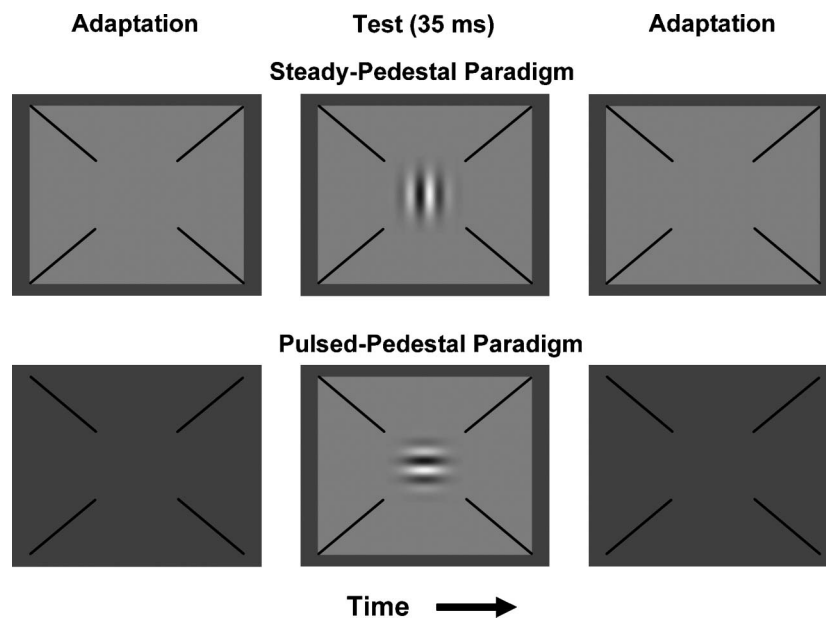 Adaptation Test (35 ms) Adaptation
Steady-Pedestal Paradigm
Pulsed-Pedestal Paradigm
Time